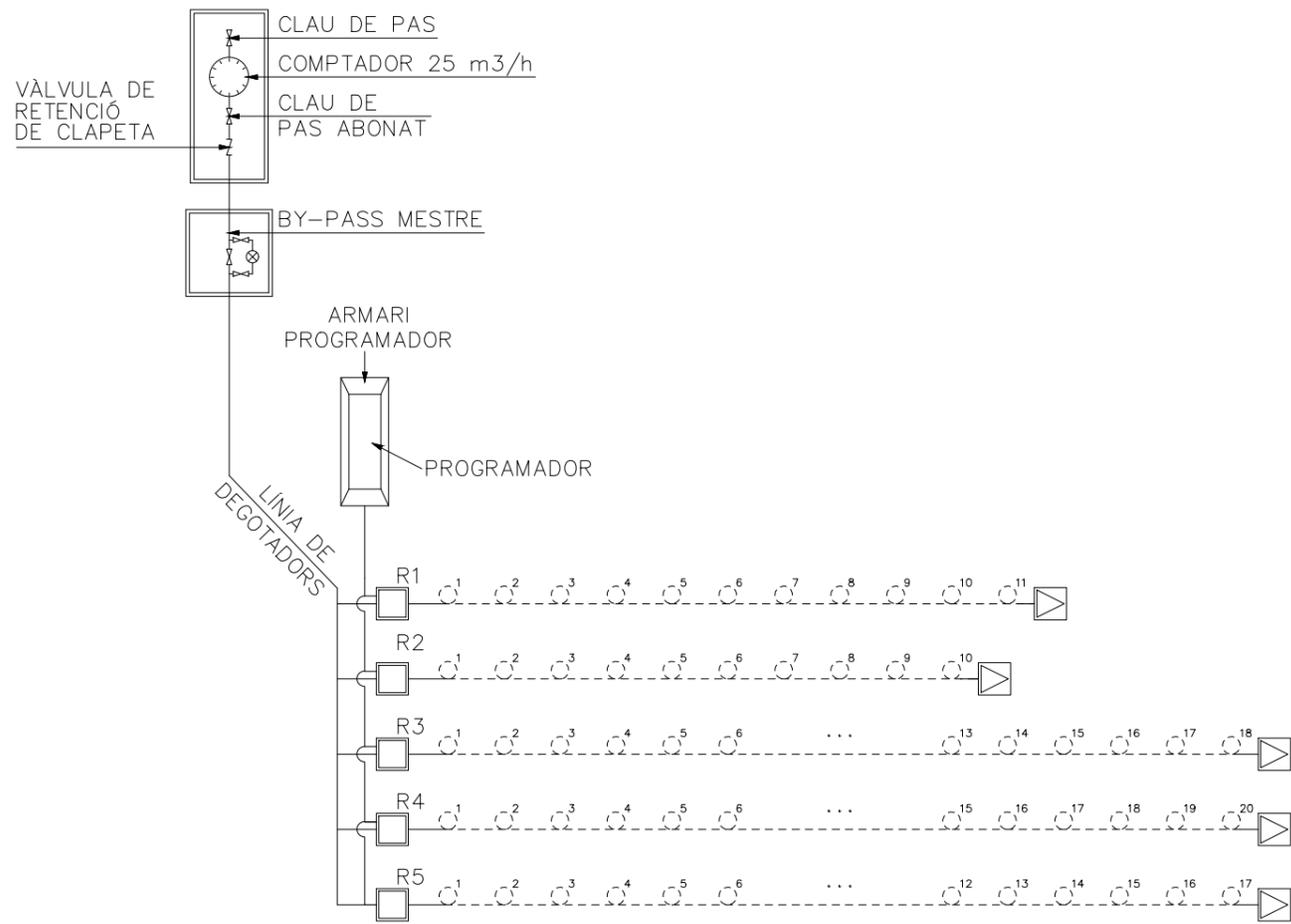 CLAU DE PAS
COMPTADOR 25 m3/h
VÀLVULA DE
RETENCIÓ
DE CLAPETA
CLAU DE
PAS ABONAT
BY-PASS MESTRE
ARMARI
PROGRAMADOR
PROGRAMADOR
LÍNIA DE
DEGOTADORS
R1
1 2 3 4 5 6 7 8 9 10 11
R2
1 2 3 4 5 6 7 8 9 10
R3
1 2 3 4 5 6 ... 13 14 15 16 17 18
R4
1 2 3 4 5 6 ... 15 16 17 18 19 20
R5
1 2 3 4 5 6 ... 12 13 14 15 16 17